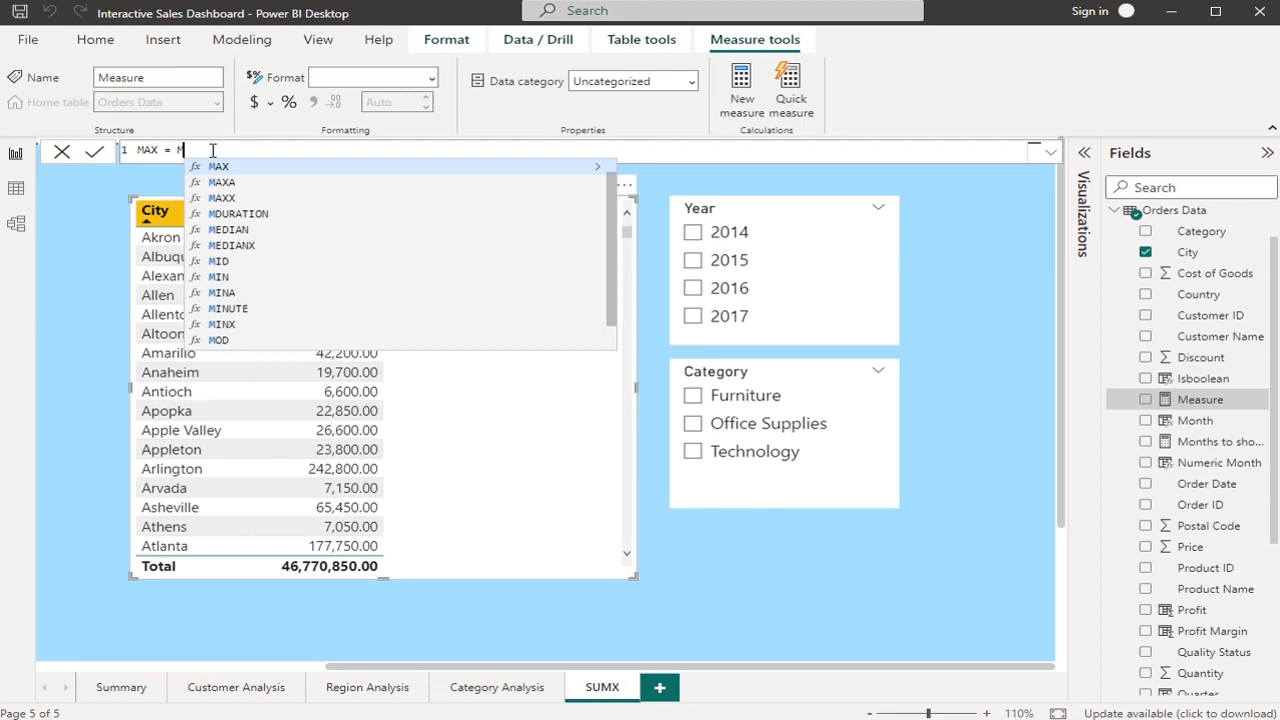 Interactive Sales Dashboard - Power BI Desktop
Search
Sign in
File
Home
Insert
Modeling
View
Help
Format
Data / Drill
Table tools
Measure tools
Name
Measure
Home table
Orders Data
Structure
Format
$
%
Auto
Formatting
Data category
Uncategorized
Properties
New measure
Quick measure
Calculations
1 MAX = M
MAX
MAXA
MAXX
MDURATION
MEDIAN
MEDIANX
MID
MIN
MINA
MINUTE
MINX
MOD
City
Akron
Albuqu
Alexan
Allen
Allento
Altoon
Amarillo 42,200.00
Anaheim 19,700.00
Antioch 6,600.00
Apopka 22,850.00
Apple Valley 26,600.00
Appleton 23,800.00
Arlington 242,800.00
Arvada 7,150.00
Asheville 65,450.00
Athens 7,050.00
Atlanta 177,750.00
Total 46,770,850.00
Year
2014
2015
2016
2017
Category
Furniture
Office Supplies
Technology
Visualizations
Fields
Search
Orders Data
Category
City
Cost of Goods
Country
Customer ID
Customer Name
Discount
Isboolean
Measure
Month
Months to sho...
Numeric Month
Order Date
Order ID
Postal Code
Price
Product ID
Product Name
Profit
Profit Margin
Quality Status
Quantity
Quarter
Summary
Customer Analysis
Region Analysis
Category Analysis
SUMX
+
Page 5 of 5
- + 110%
Update available (click to download)